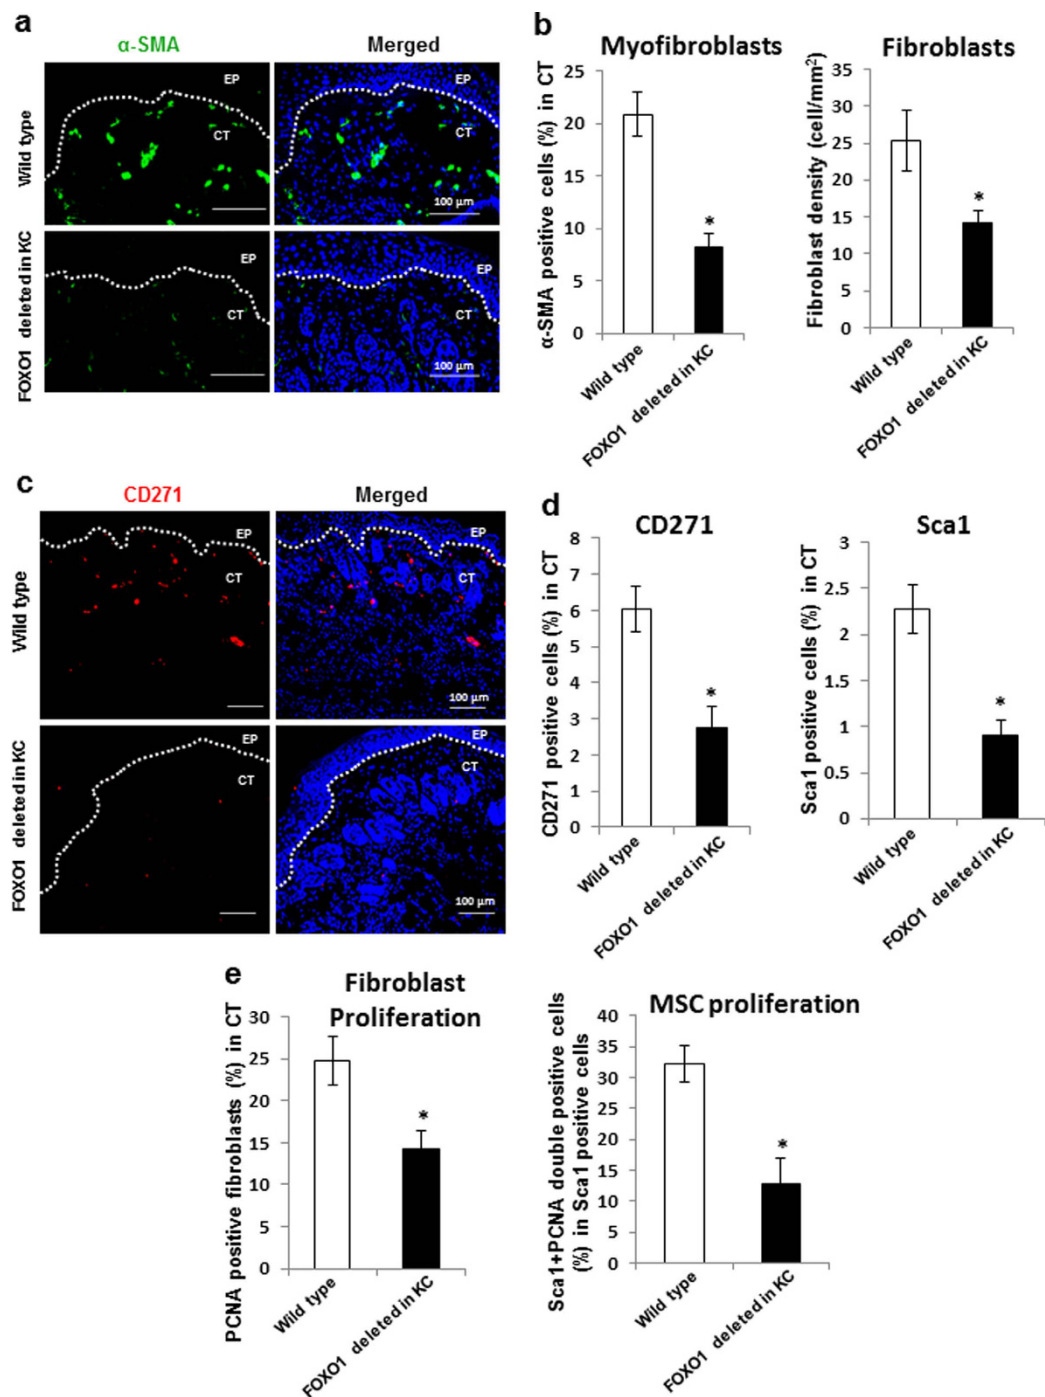 a
α-SMA
Merged
Wild type
EP
CT
EP
CT
100 µm
FOXO1 deleted in KC
EP
CT
EP
CT
100 µm
b
Myofibroblasts
α-SMA positive cells (%) in CT
25
20
15
10
5
0
Wild type
FOXO1 deleted in KC
Fibroblasts
Fibroblast density (cell/mm²)
35
30
25
20
15
10
5
0
*
*
Wild type
FOXO1 deleted in KC
c
CD271
Merged
Wild type
EP
CT
EP
CT
100 µm
FOXO1 deleted in KC
EP
CT
EP
CT
100 µm
d
CD271
CD271 positive cells (%) in CT
8
7
6
5
4
3
2
1
0
*
Wild type
FOXO1 deleted in KC
Sca1
Sca1 positive cells (%) in CT
3
2.5
2
1.5
1
0.5
0
*
Wild type
FOXO1 deleted in KC
e
Fibroblast
Proliferation
PCNA positive fibroblasts (%) in CT
30
25
20
15
10
5
0
*
Wild type
FOXO1 deleted in KC
MSC proliferation
Sca1+PCNA double positive cells
(%) in Sca1 positive cells
40
35
30
25
20
15
10
5
0
*
Wild type
FOXO1 deleted in KC